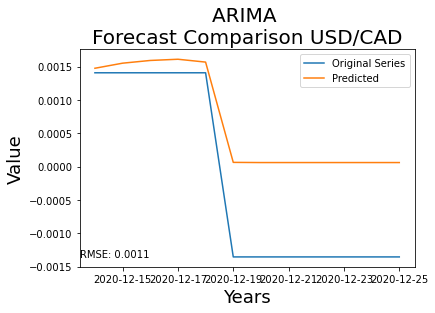 ARIMA
Forecast Comparison USD/CAD
Original Series
Predicted
Value
0.0015
0.0010
0.0005
0.0000
−0.0005
−0.0010
−0.0015
RMSE: 0.0011
2020-12-15 2020-12-17 2020-12-19 2020-12-21 2020-12-23 2020-12-25
Years